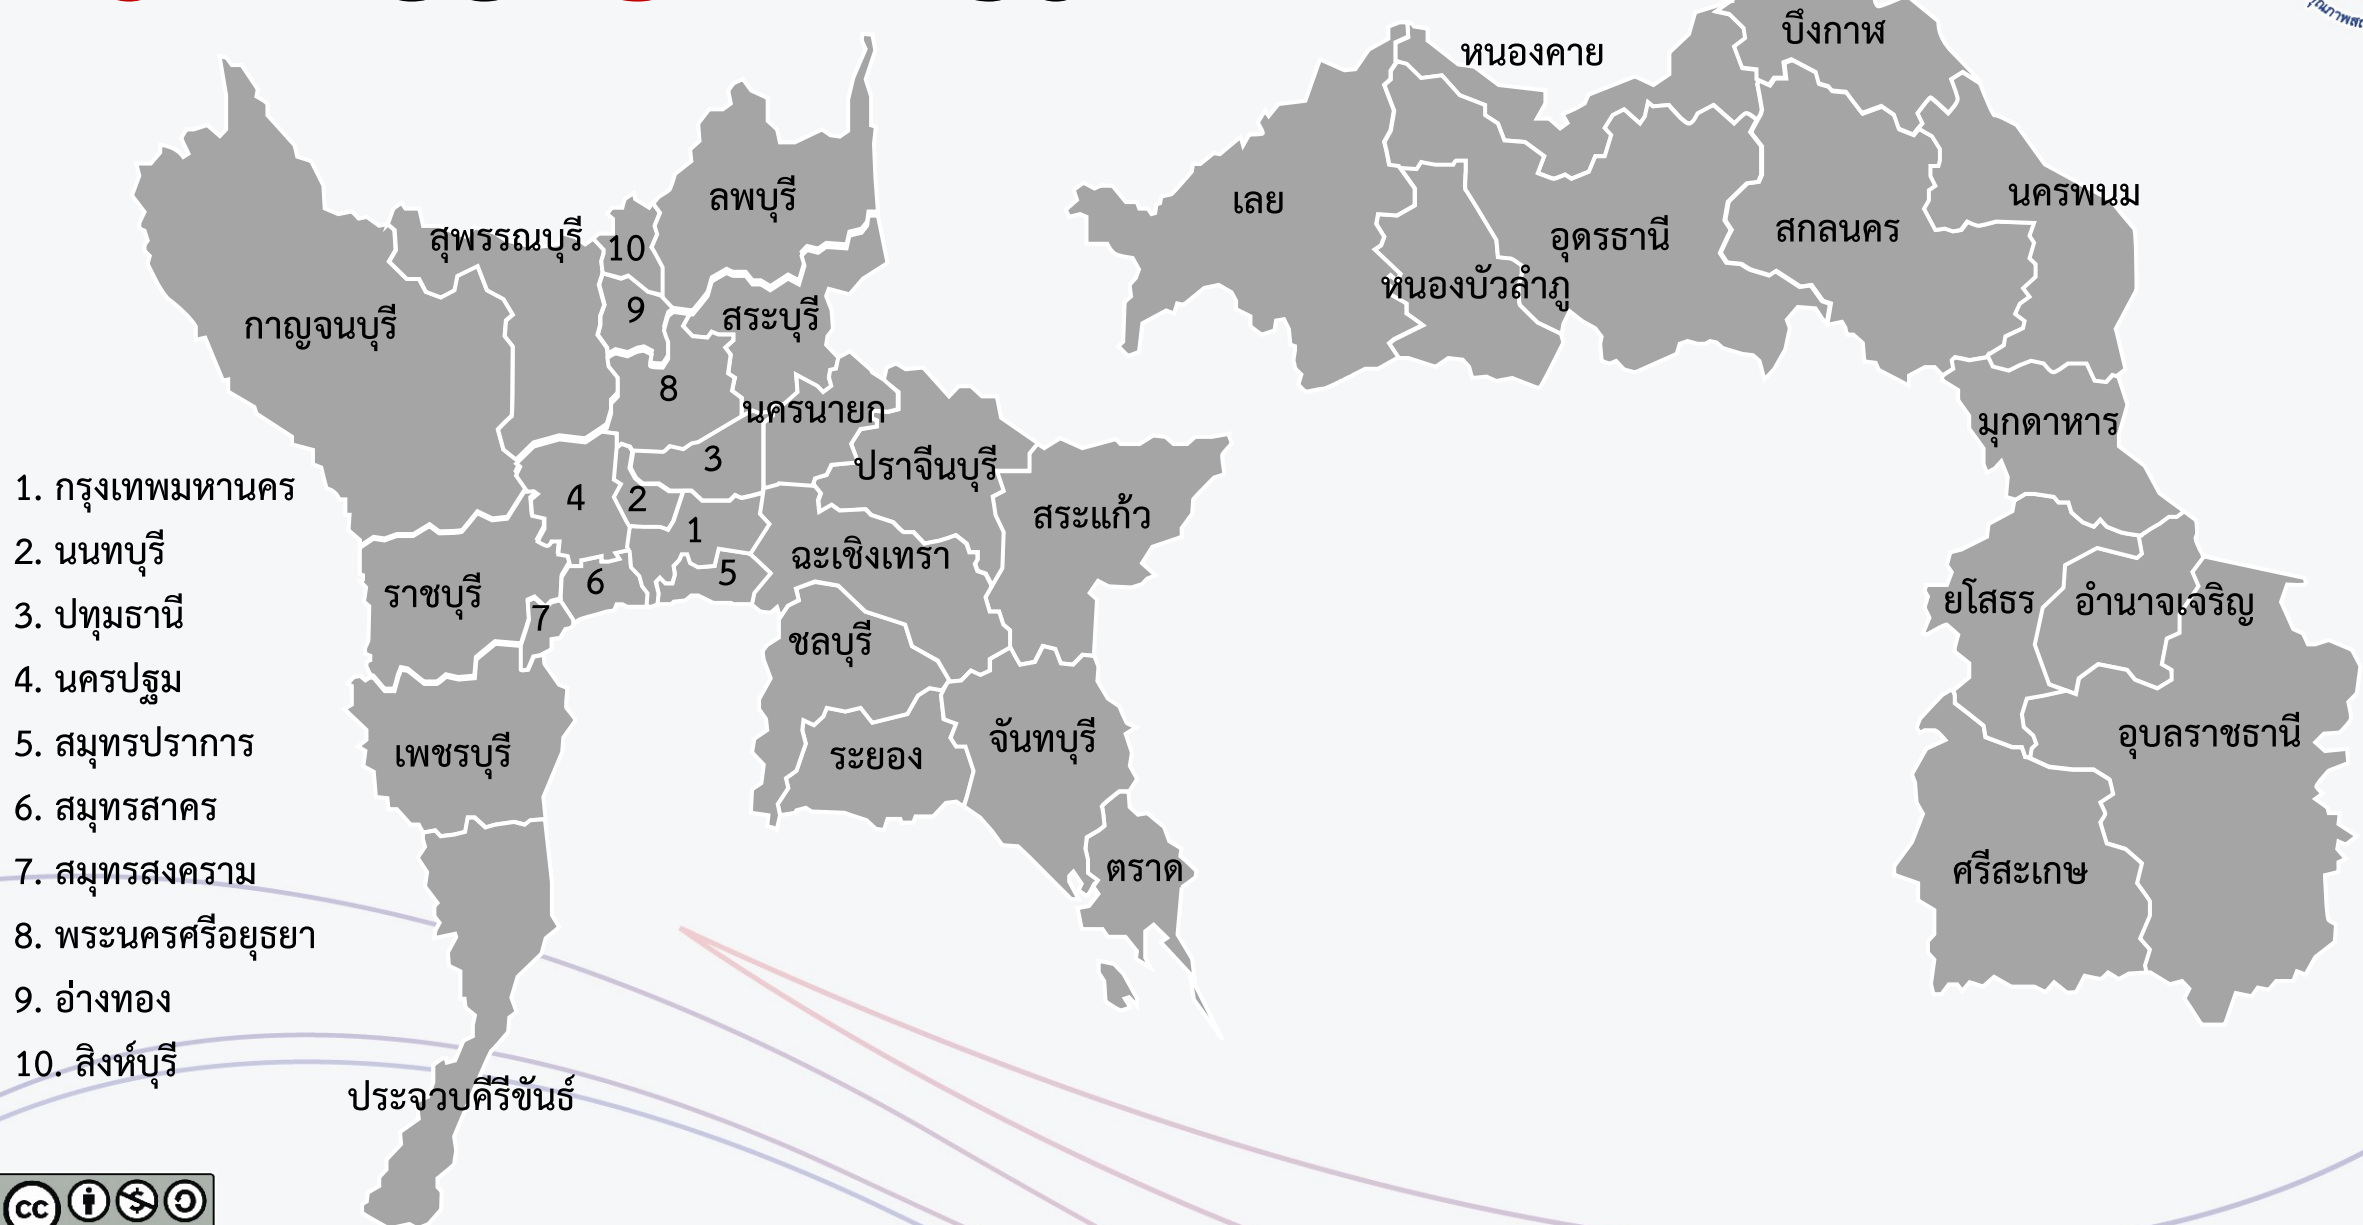 บึงกาฬ
หนองคาย
ลพบุรี
เลย
นครพนม
สุพรรณบุรี
10
อุดรธานี
สกลนคร
9
กาญจนบุรี
สระบุรี
หนองบัวลำภู
8
นครนายก
มุกดาหาร
3
ปราจีนบุรี
4
2
1
สระแก้ว
ฉะเชิงเทรา
5
6
ราชบุรี
7
ยโสธร
อำนาจเจริญ
ชลบุรี
เพชรบุรี
ระยอง
จันทบุรี
อุบลราชธานี
ตราด
ศรีสะเกษ
ประจวบคีรีขันธ์
1. กรุงเทพมหานคร
2. นนทบุรี
3. ปทุมธานี
4. นครปฐม
5. สมุทรปราการ
6. สมุทรสาคร
7. สมุทรสงคราม
8. พระนครศรีอยุธยา
9. อ่างทอง
10. สิงห์บุรี
cc